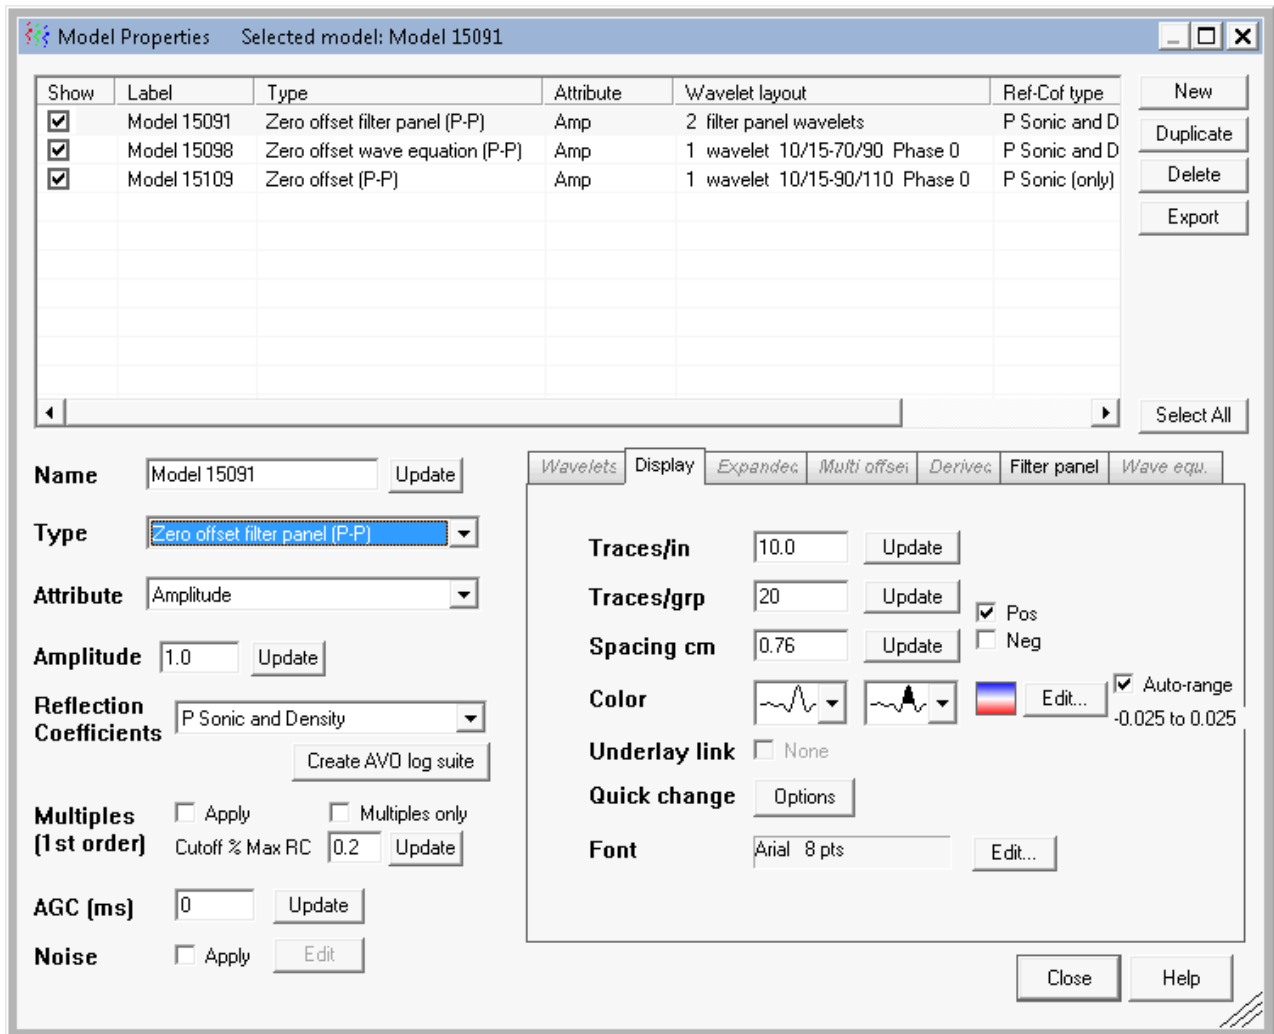 Model Properties Selected model: Model 15091
Show Label Type Attribute Wavelet layout Ref-Cof type
Model 15091 Zero offset filter panel (P-P) Amp 2 filter panel wavelets P Sonic and D
Model 15098 Zero offset wave equation (P-P) Amp 1 wavelet 10/15-70/90 Phase 0 P Sonic and D
Model 15109 Zero offset (P-P) Amp 1 wavelet 10/15-90/110 Phase 0 P Sonic (only)
New
Duplicate
Delete
Export
Select All
Name Model 15091 Update
Type Zero offset filter panel (P-P)
Attribute Amplitude
Amplitude 1.0 Update
Reflection
Coefficients P Sonic and Density
Create AVO log suite
Multiples Apply Multiples only
(1st order) Cutoff % Max RC 0.2 Update
AGC (ms) 0 Update
Noise Apply Edit
Wavelets Display Expanded Multi offset Derived Filter panel Wave equ.
Traces/in 10.0 Update
Traces/grp 20 Update
Pos
Spacing cm 0.76 Update
Neg
Color Edit... Auto-range
-0.025 to 0.025
Underlay link None
Quick change Options
Font Arial 8 pts Edit...
Close Help